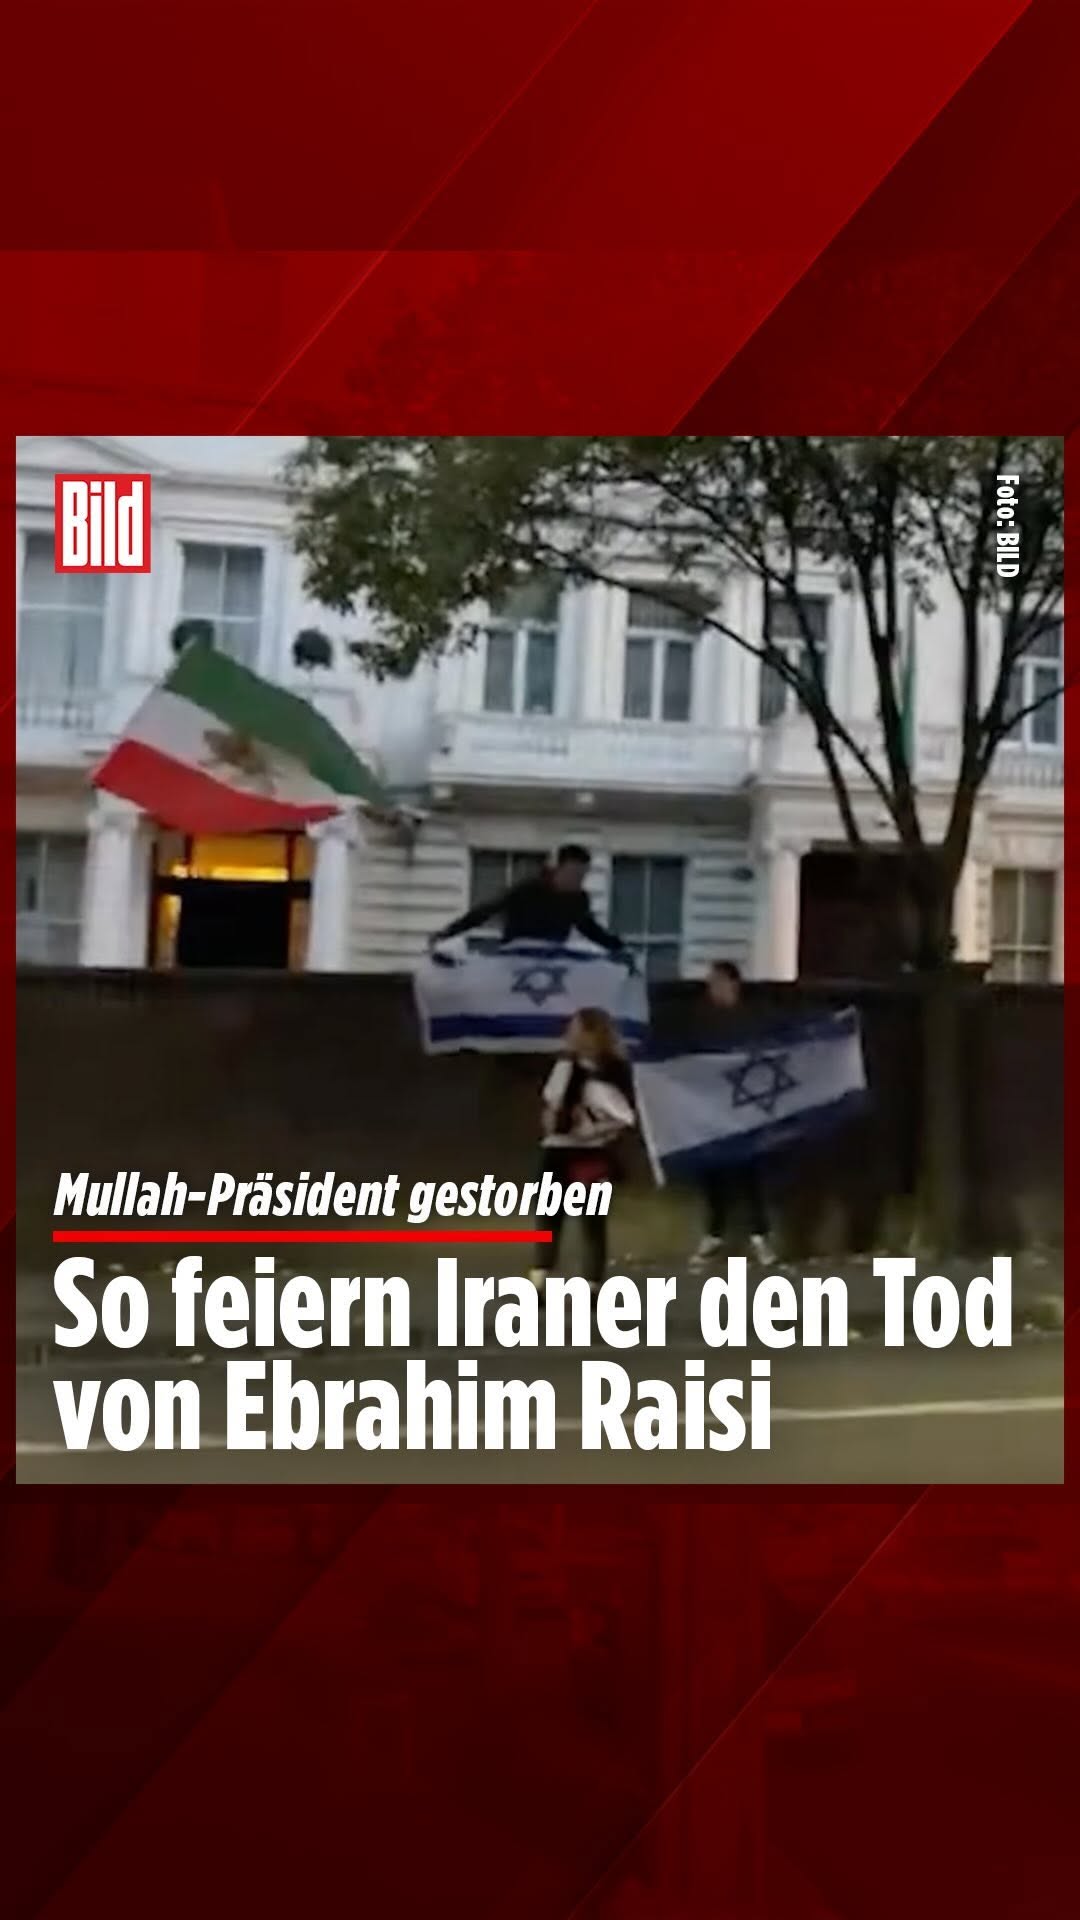 Bild
Foto: BILD
Mullah-Präsident gestorben
So feiern Iraner den Tod
von Ebrahim Raisi